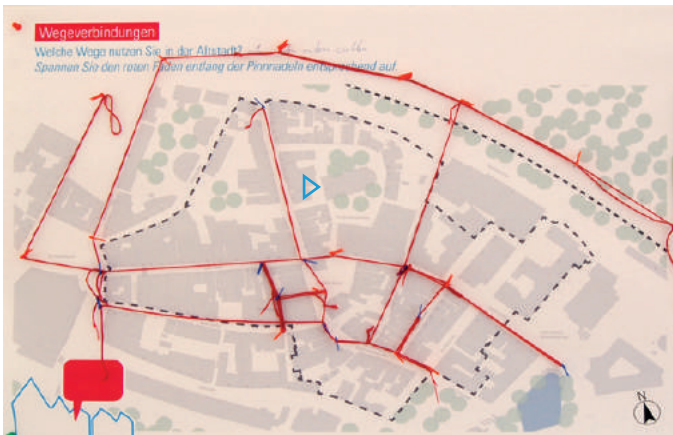 Wegeverbindungen
Welche Wege nutzen Sie in der Altstadt?
Spannen Sie den roten Faden entlang der Pinnnadeln entsprechend auf.
N